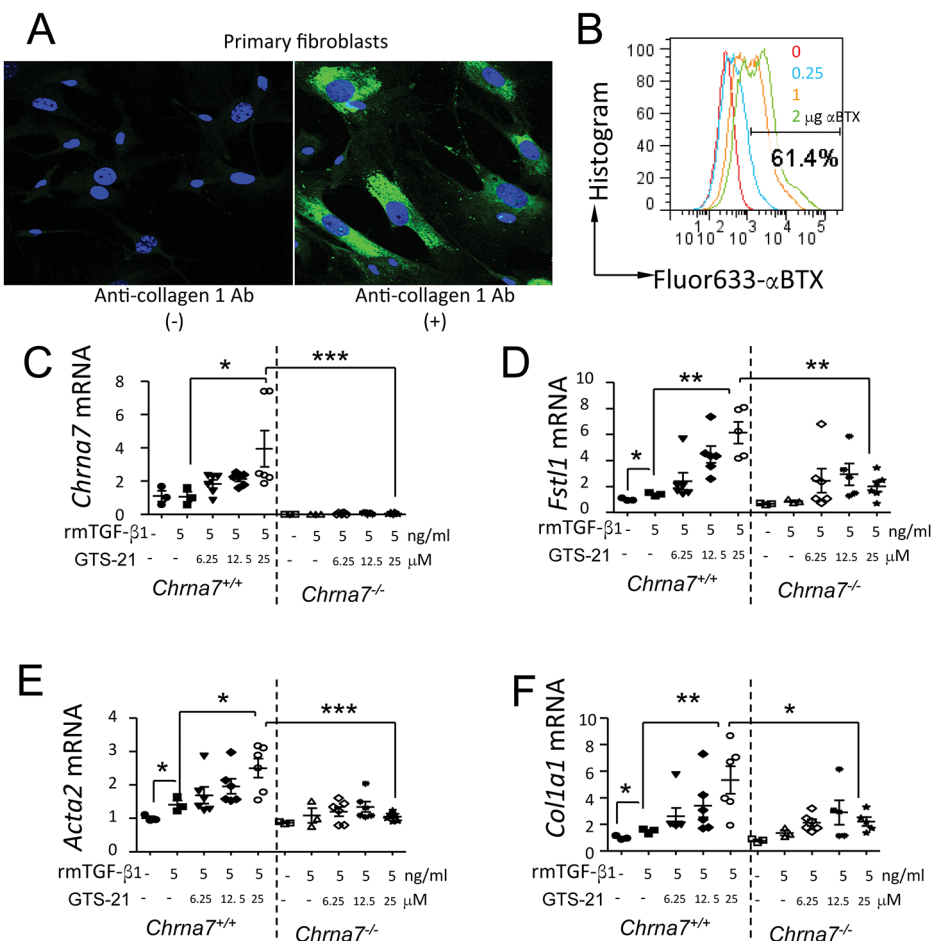 A
Primary fibroblasts
Anti-collagen 1 Ab
(-)
Anti-collagen 1 Ab
(+)
B
Histogram
100
80
60
40
20
0
0
0.25
1
2 μg αBTX
61.4%
10 10¹ 10² 10³ 10⁴ 10⁵
Fluor633-αBTX
C
Chrna7 mRNA
8
6
4
2
0
* ***
rmTGF-β1 - 5 5 5 5 - 5 5 5 5 ng/ml
GTS-21 - - 6.25 12.5 25 - - 6.25 12.5 25 μM
Chrna7+/+ Chrna7-/-
D
Fstl1 mRNA
10
8
6
4
2
0
* ** **
rmTGF-β1 - 5 5 5 5 - 5 5 5 5 ng/ml
GTS-21 - - 6.25 12. 5 25 - - 6.25 12.5 25 μM
Chrna7+/+ Chrna7-/-
E
Acta2 mRNA
4
3
2
1
0
* * ***
rmTGF-β1 - 5 5 5 5 - 5 5 5 5 ng/ml
GTS-21 - - 6.25 12. 5 25 - - 6.25 12.5 25 μM
Chrna7+/+ Chrna7-/-
F
Col1a1 mRNA
10
8
6
4
2
0
* ** *
rmTGF-β1 - 5 5 5 5 - 5 5 5 5 ng/ml
GTS-21 - - 6.25 12. 5 25 - - 6.25 12.5 25 μM
Chrna7+/+ Chrna7-/-